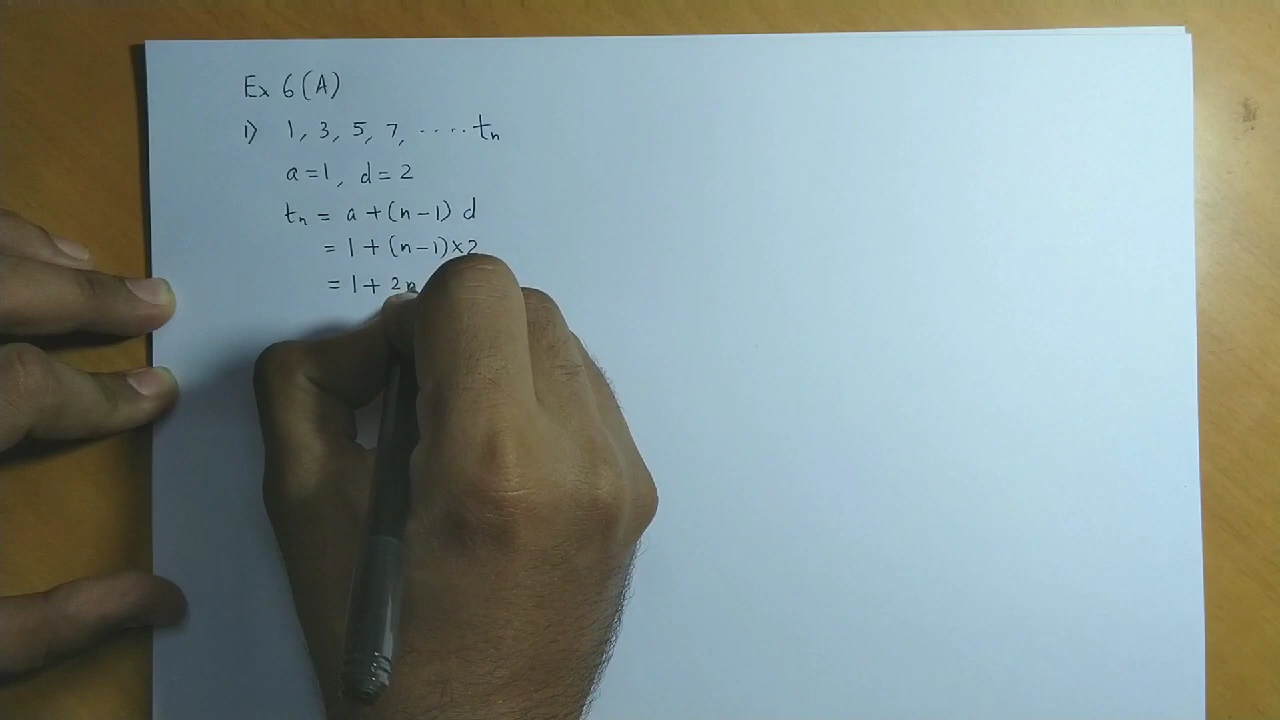 Ex 6(A)
1) 1, 3, 5, 7, ..... tn
a=1, d=2
tn = a+(n-1) d
= 1+(n-1)×2
= 1+ 2n